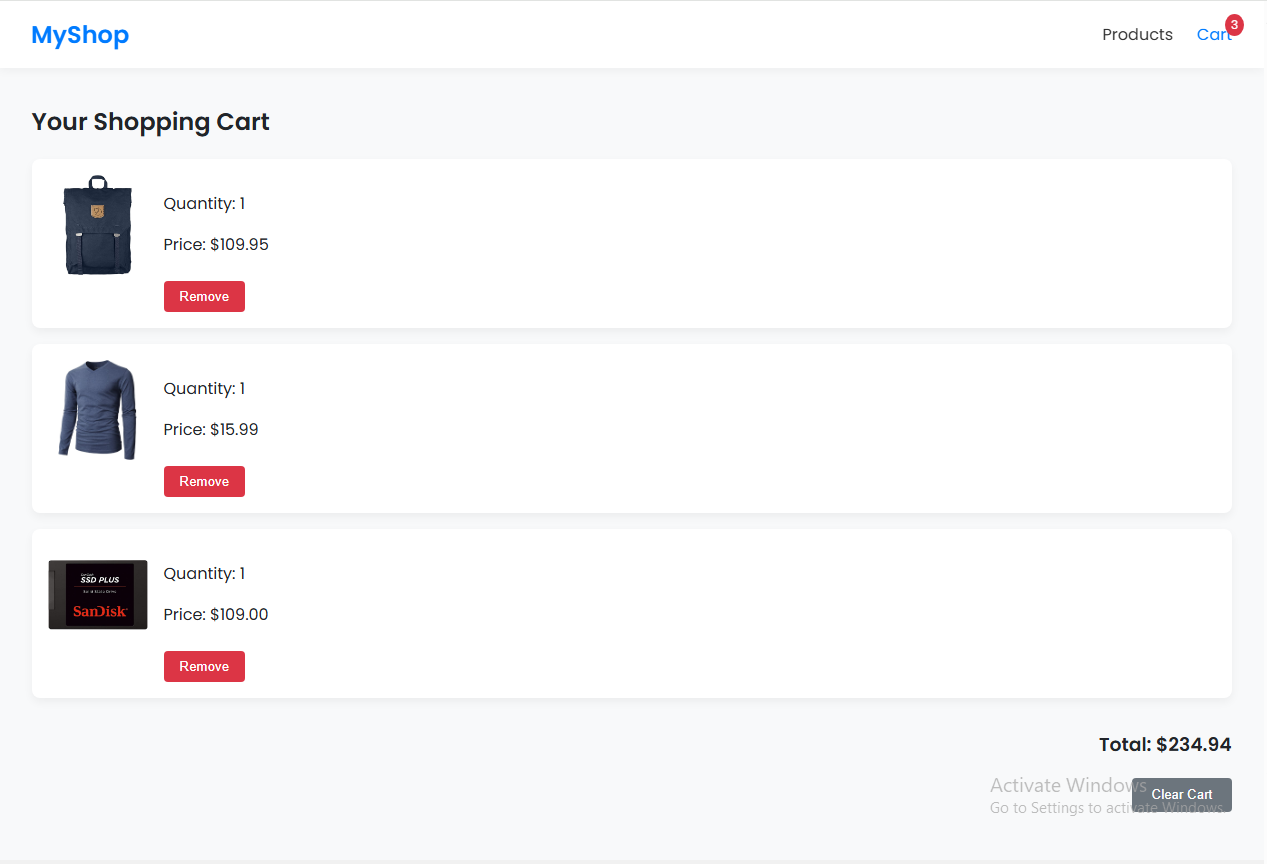 MyShop
Products
Cart
3
Your Shopping Cart
Quantity: 1
Price: $109.95
Remove
Quantity: 1
Price: $15.99
Remove
SSD PLUS
SanDisk
Quantity: 1
Price: $109.00
Remove
Total: $234.94
Activate Windows
Go to Settings to activate Windows.
Clear Cart